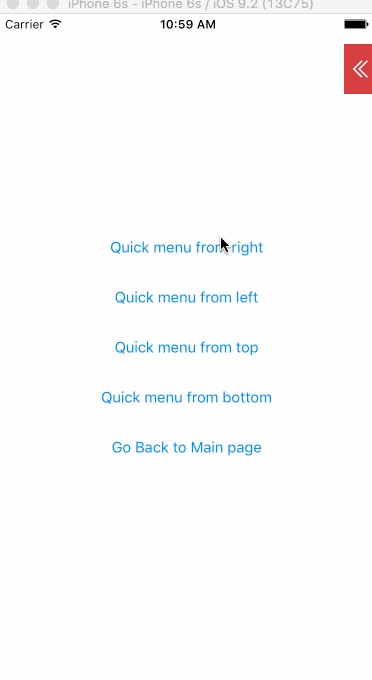 iPhone 6s - iPhone 6s / iOS 9.2 (13C75)
Carrier 10:59 AM
Quick menu from right
Quick menu from left
Quick menu from top
Quick menu from bottom
Go Back to Main page